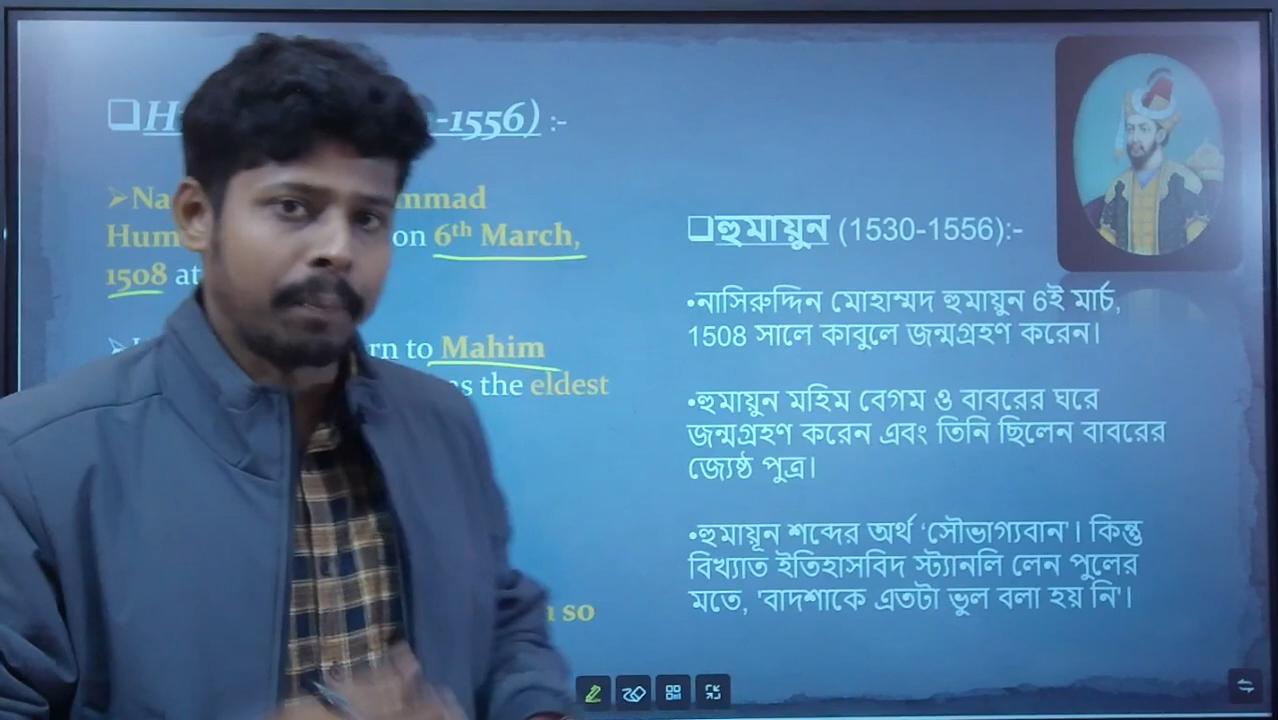 -1556) :-
mmad
on 6th March,
1508 at
rn to Mahim
s the eldest
so
❑হুমায়ুন (1530-1556):-
•নাসিরুদ্দিন মোহাম্মদ হুমায়ুন 6ই মার্চ,
1508 সালে কাবুলে জন্মগ্রহণ করেন।
•হুমায়ুন মহিম বেগম ও বাবরের ঘরে
জন্মগ্রহণ করেন এবং তিনি ছিলেন বাবরের
জ্যেষ্ঠ পুত্র।
•হুমায়ূন শব্দের অর্থ ‘সৌভাগ্যবান'। কিন্তু
বিখ্যাত ইতিহাসবিদ স্ট্যানলি লেন পুলের
মতে, 'বাদশাকে এতটা ভুল বলা হয় নি'।